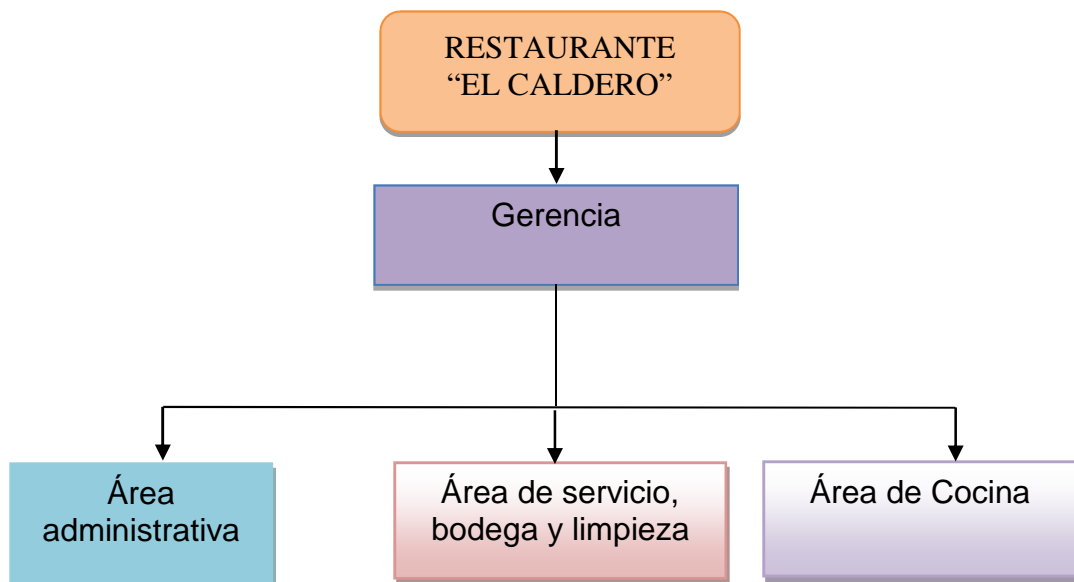 RESTAURANTE
“EL CALDERO”
Gerencia
Área
administrativa
Área de servicio,
bodega y limpieza
Área de Cocina